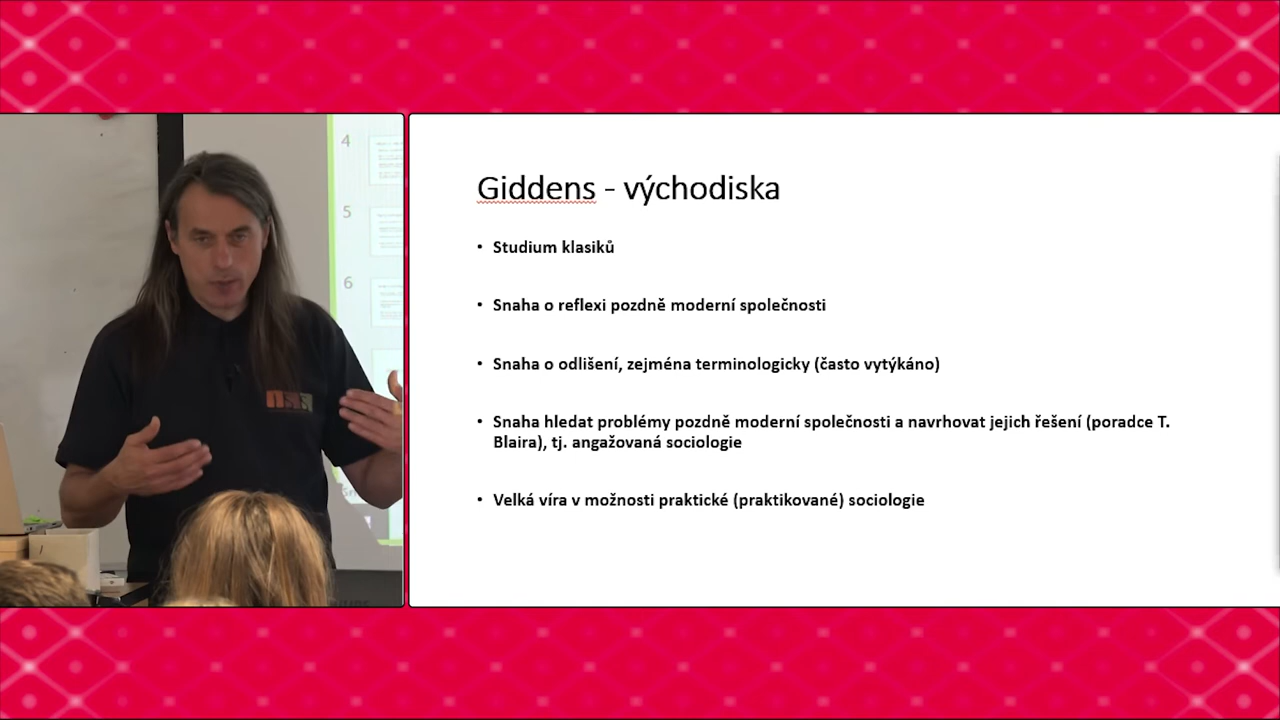 4
5
6
Giddens - východiska
• Studium klasiků
• Snaha o reflexi pozdně moderní společnosti
• Snaha o odlišení, zejména terminologicky (často vytýkáno)
• Snaha hledat problémy pozdně moderní společnosti a navrhovat jejich řešení (poradce T.
Blaira), tj. angažovaná sociologie
• Velká víra v možnosti praktické (praktikované) sociologie